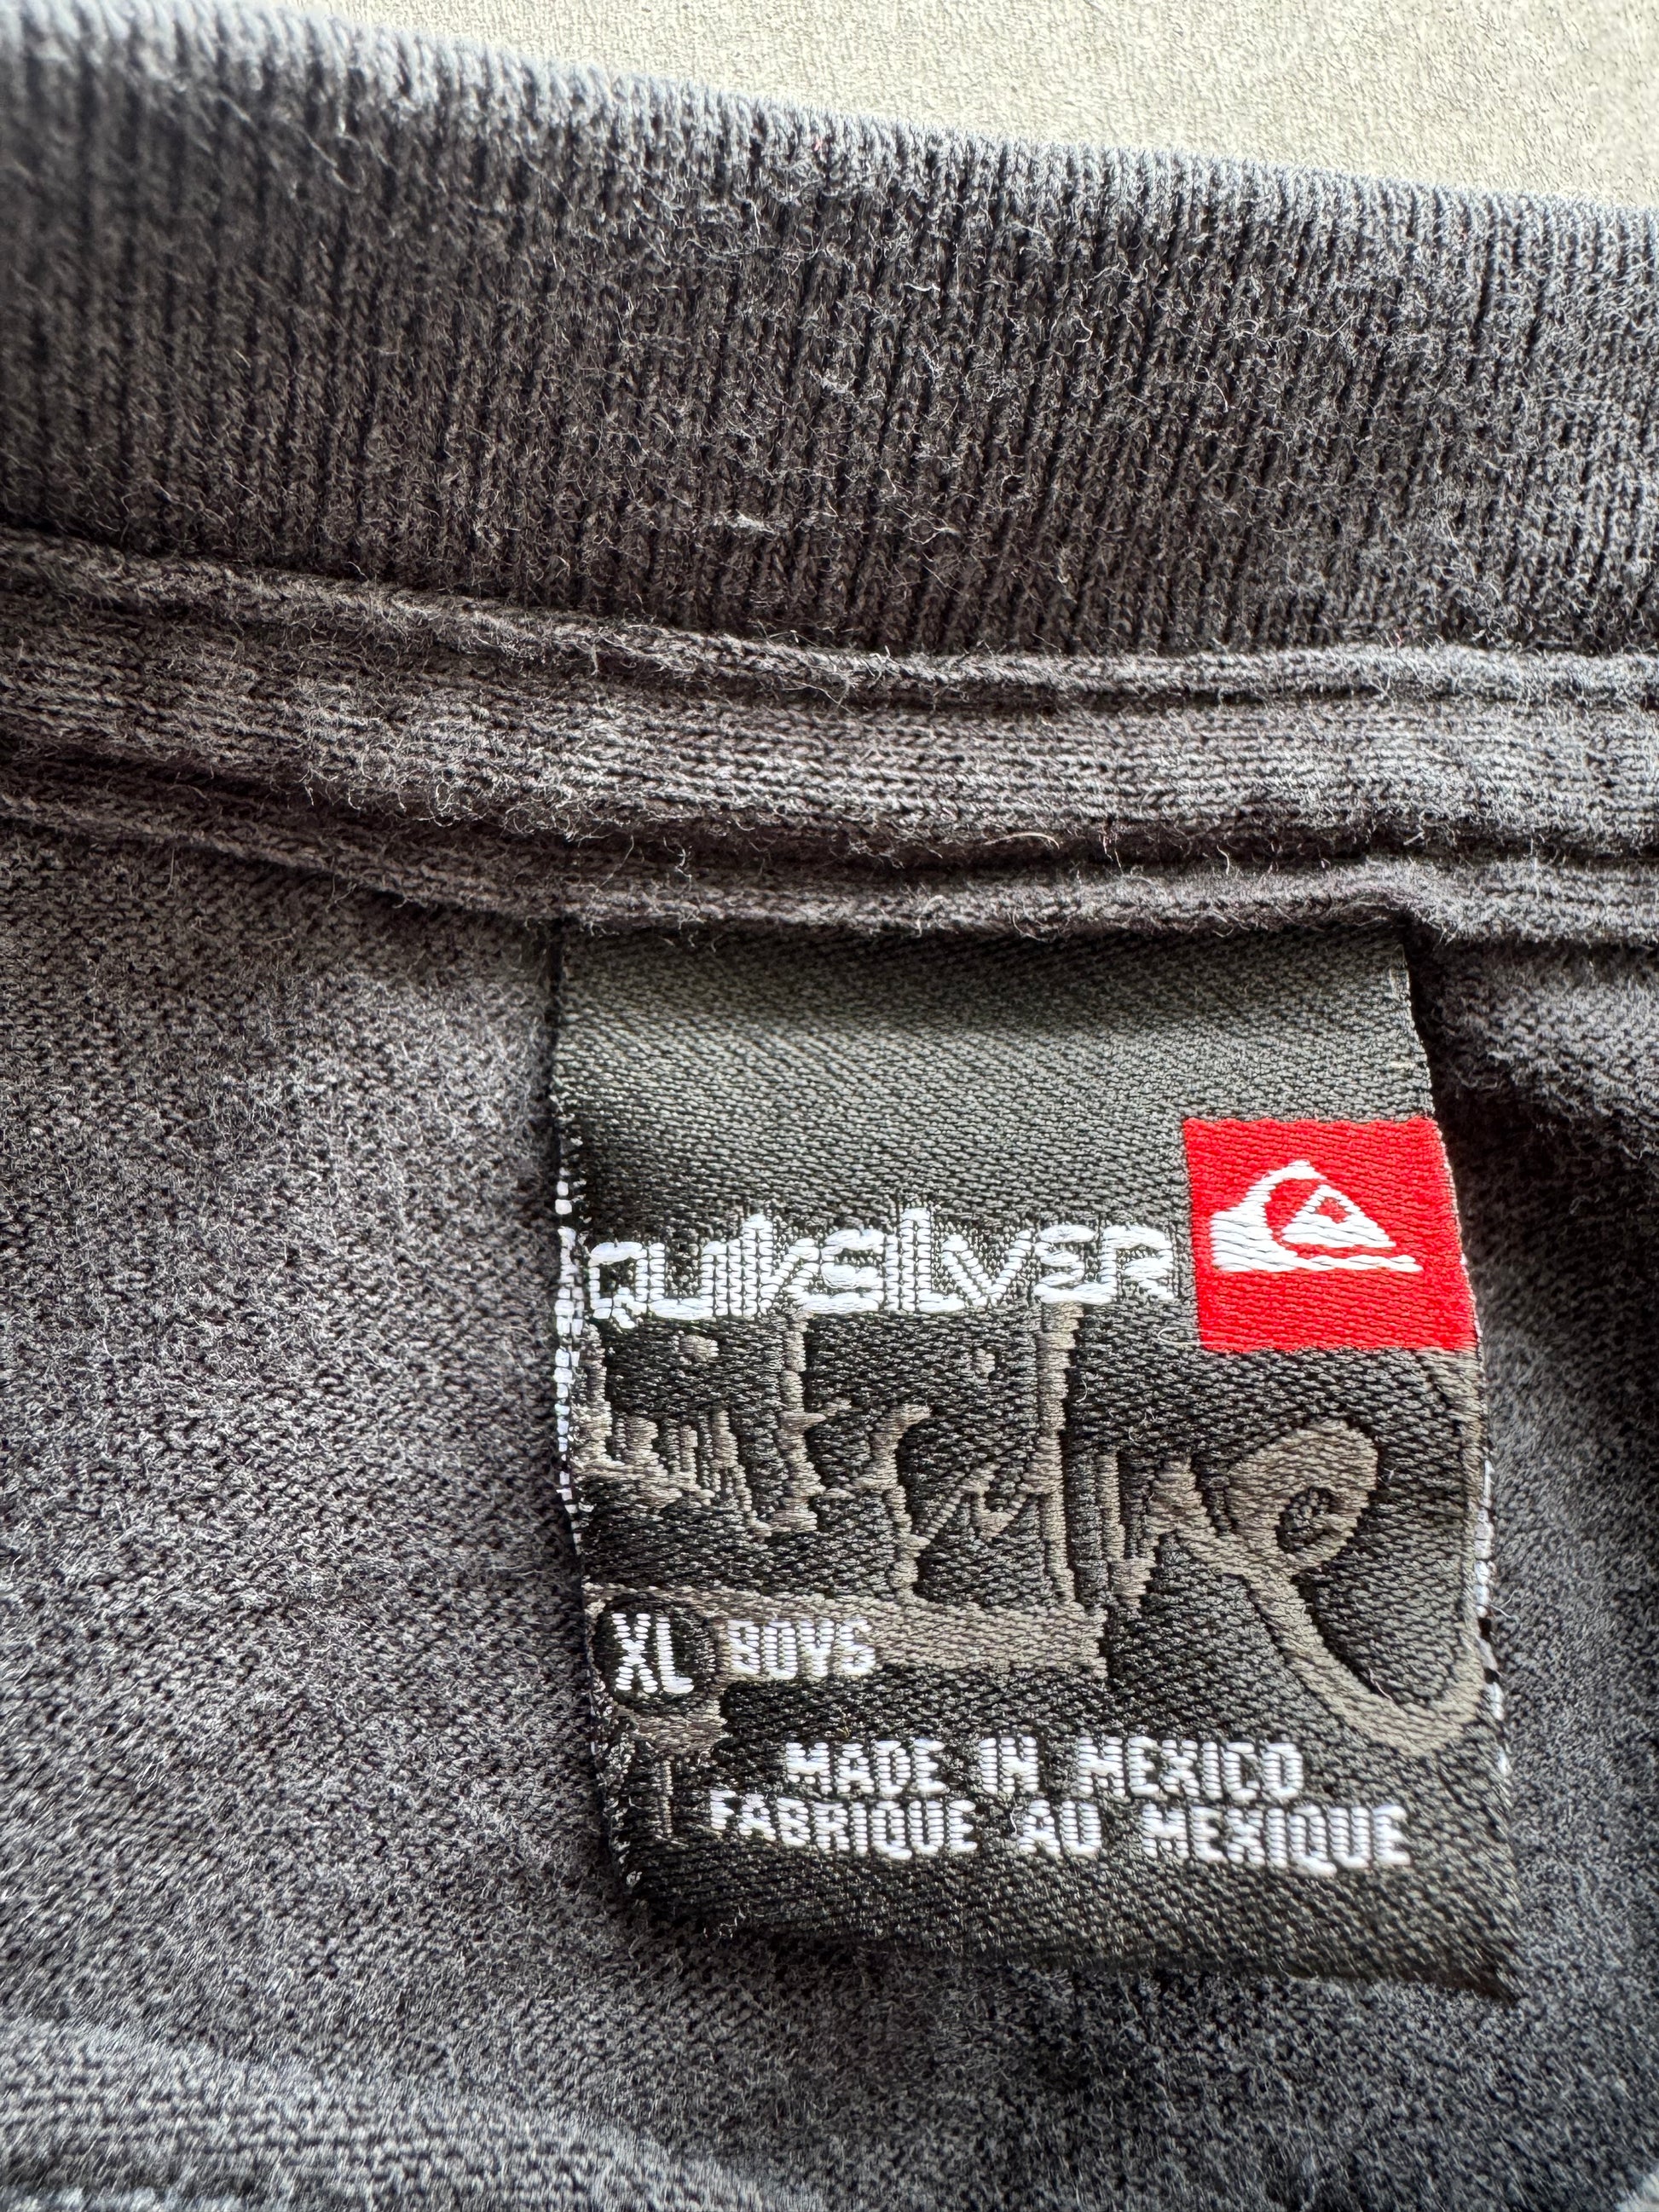 QUIKSILVER
XL BOYS
MADE IN MEXICO
FABRIQUE AU MEXIQUE